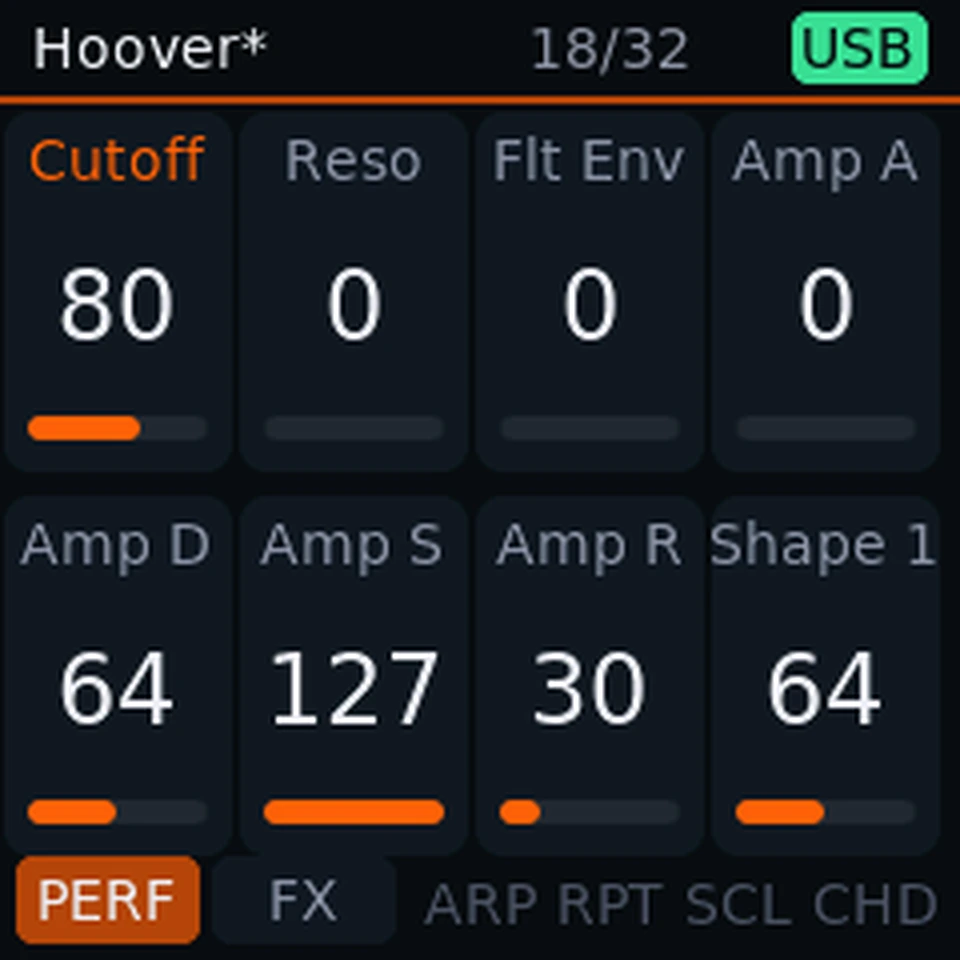 Hoover* 18/32 USB
Cutoff Reso Flt Env Amp A
80 0 0 0
Amp D Amp S Amp R Shape 1
64 127 30 64
PERF FX ARP RPT SCL CHD